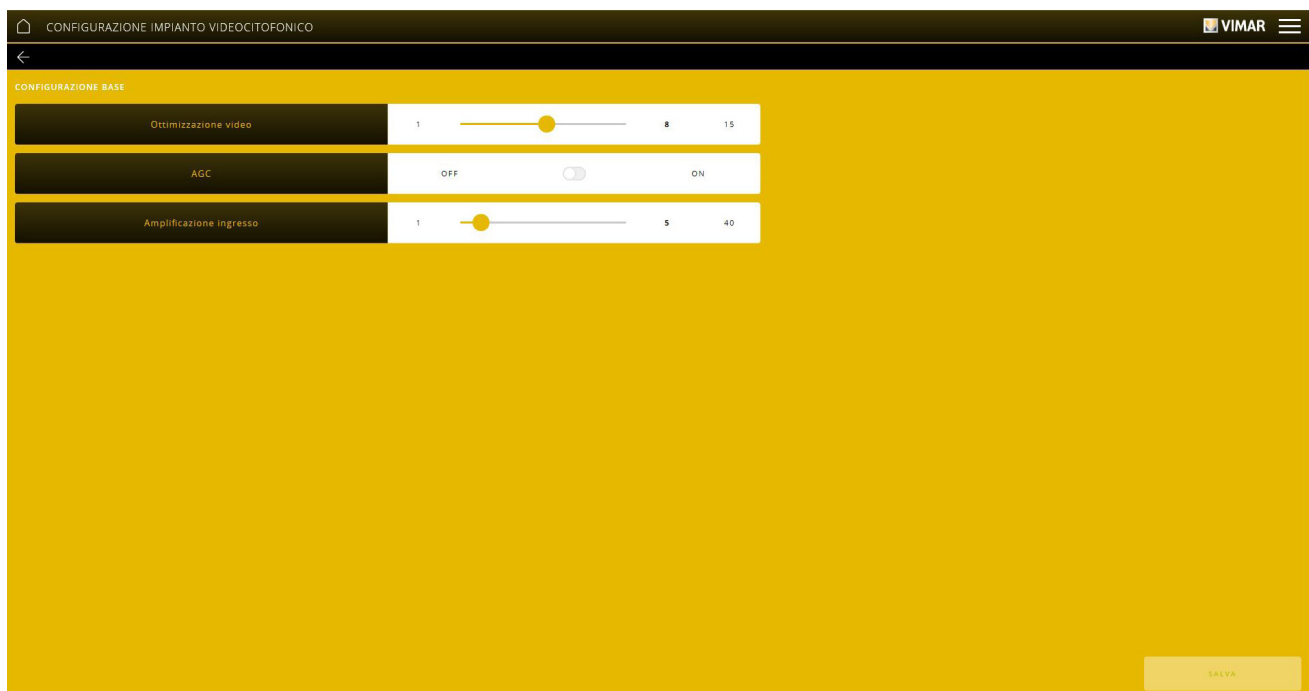 CONFIGURAZIONE IMPIANTO VIDEOCITOFONICO
VIMAR
CONFIGURAZIONE BASE
Ottimizzazione video 1 8 15
AGC OFF ON
Amplificazione ingresso 1 5 40
SALVA